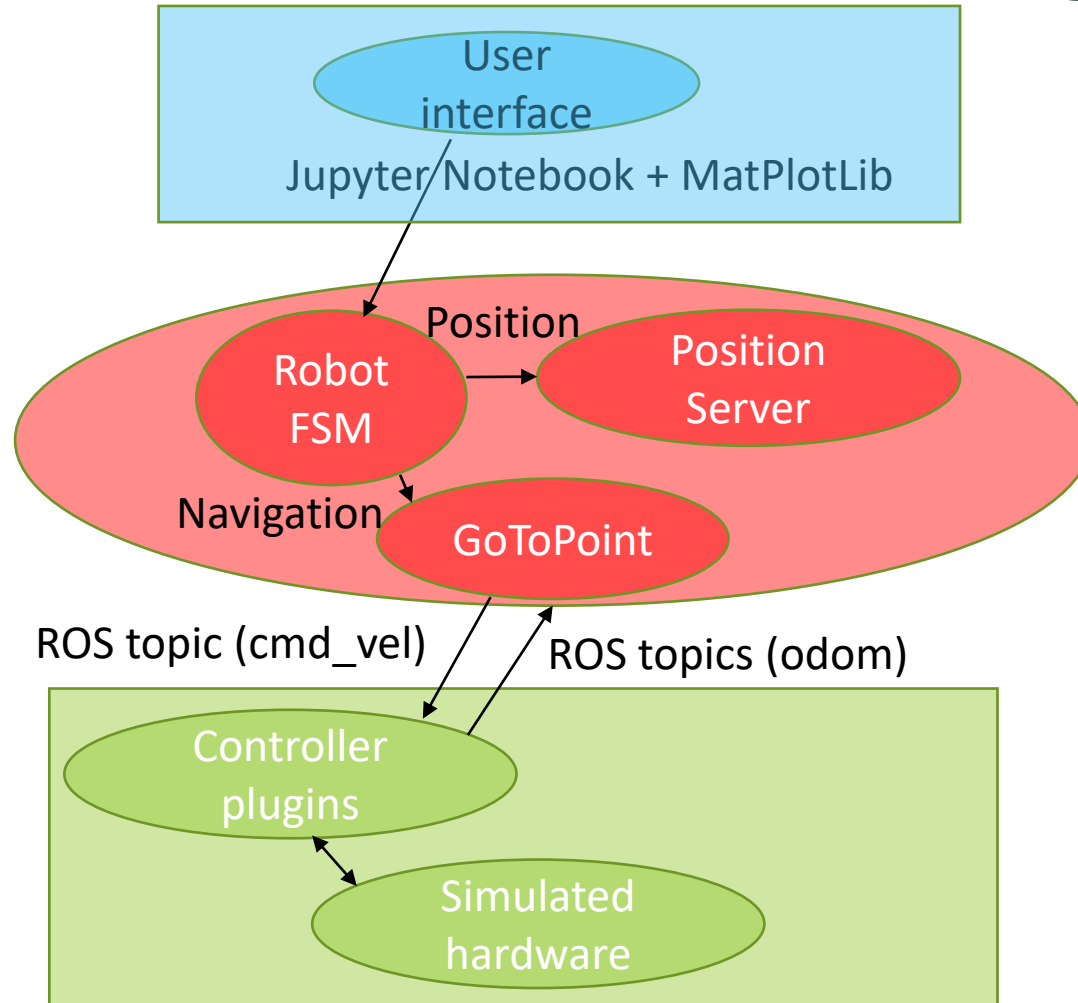 User
interface
Jupyter Notebook + MatPlotLib
Position
Robot
FSM
Position
Server
Navigation
GoToPoint
ROS topic (cmd_vel)
ROS topics (odom)
Controller
plugins
Simulated
hardware